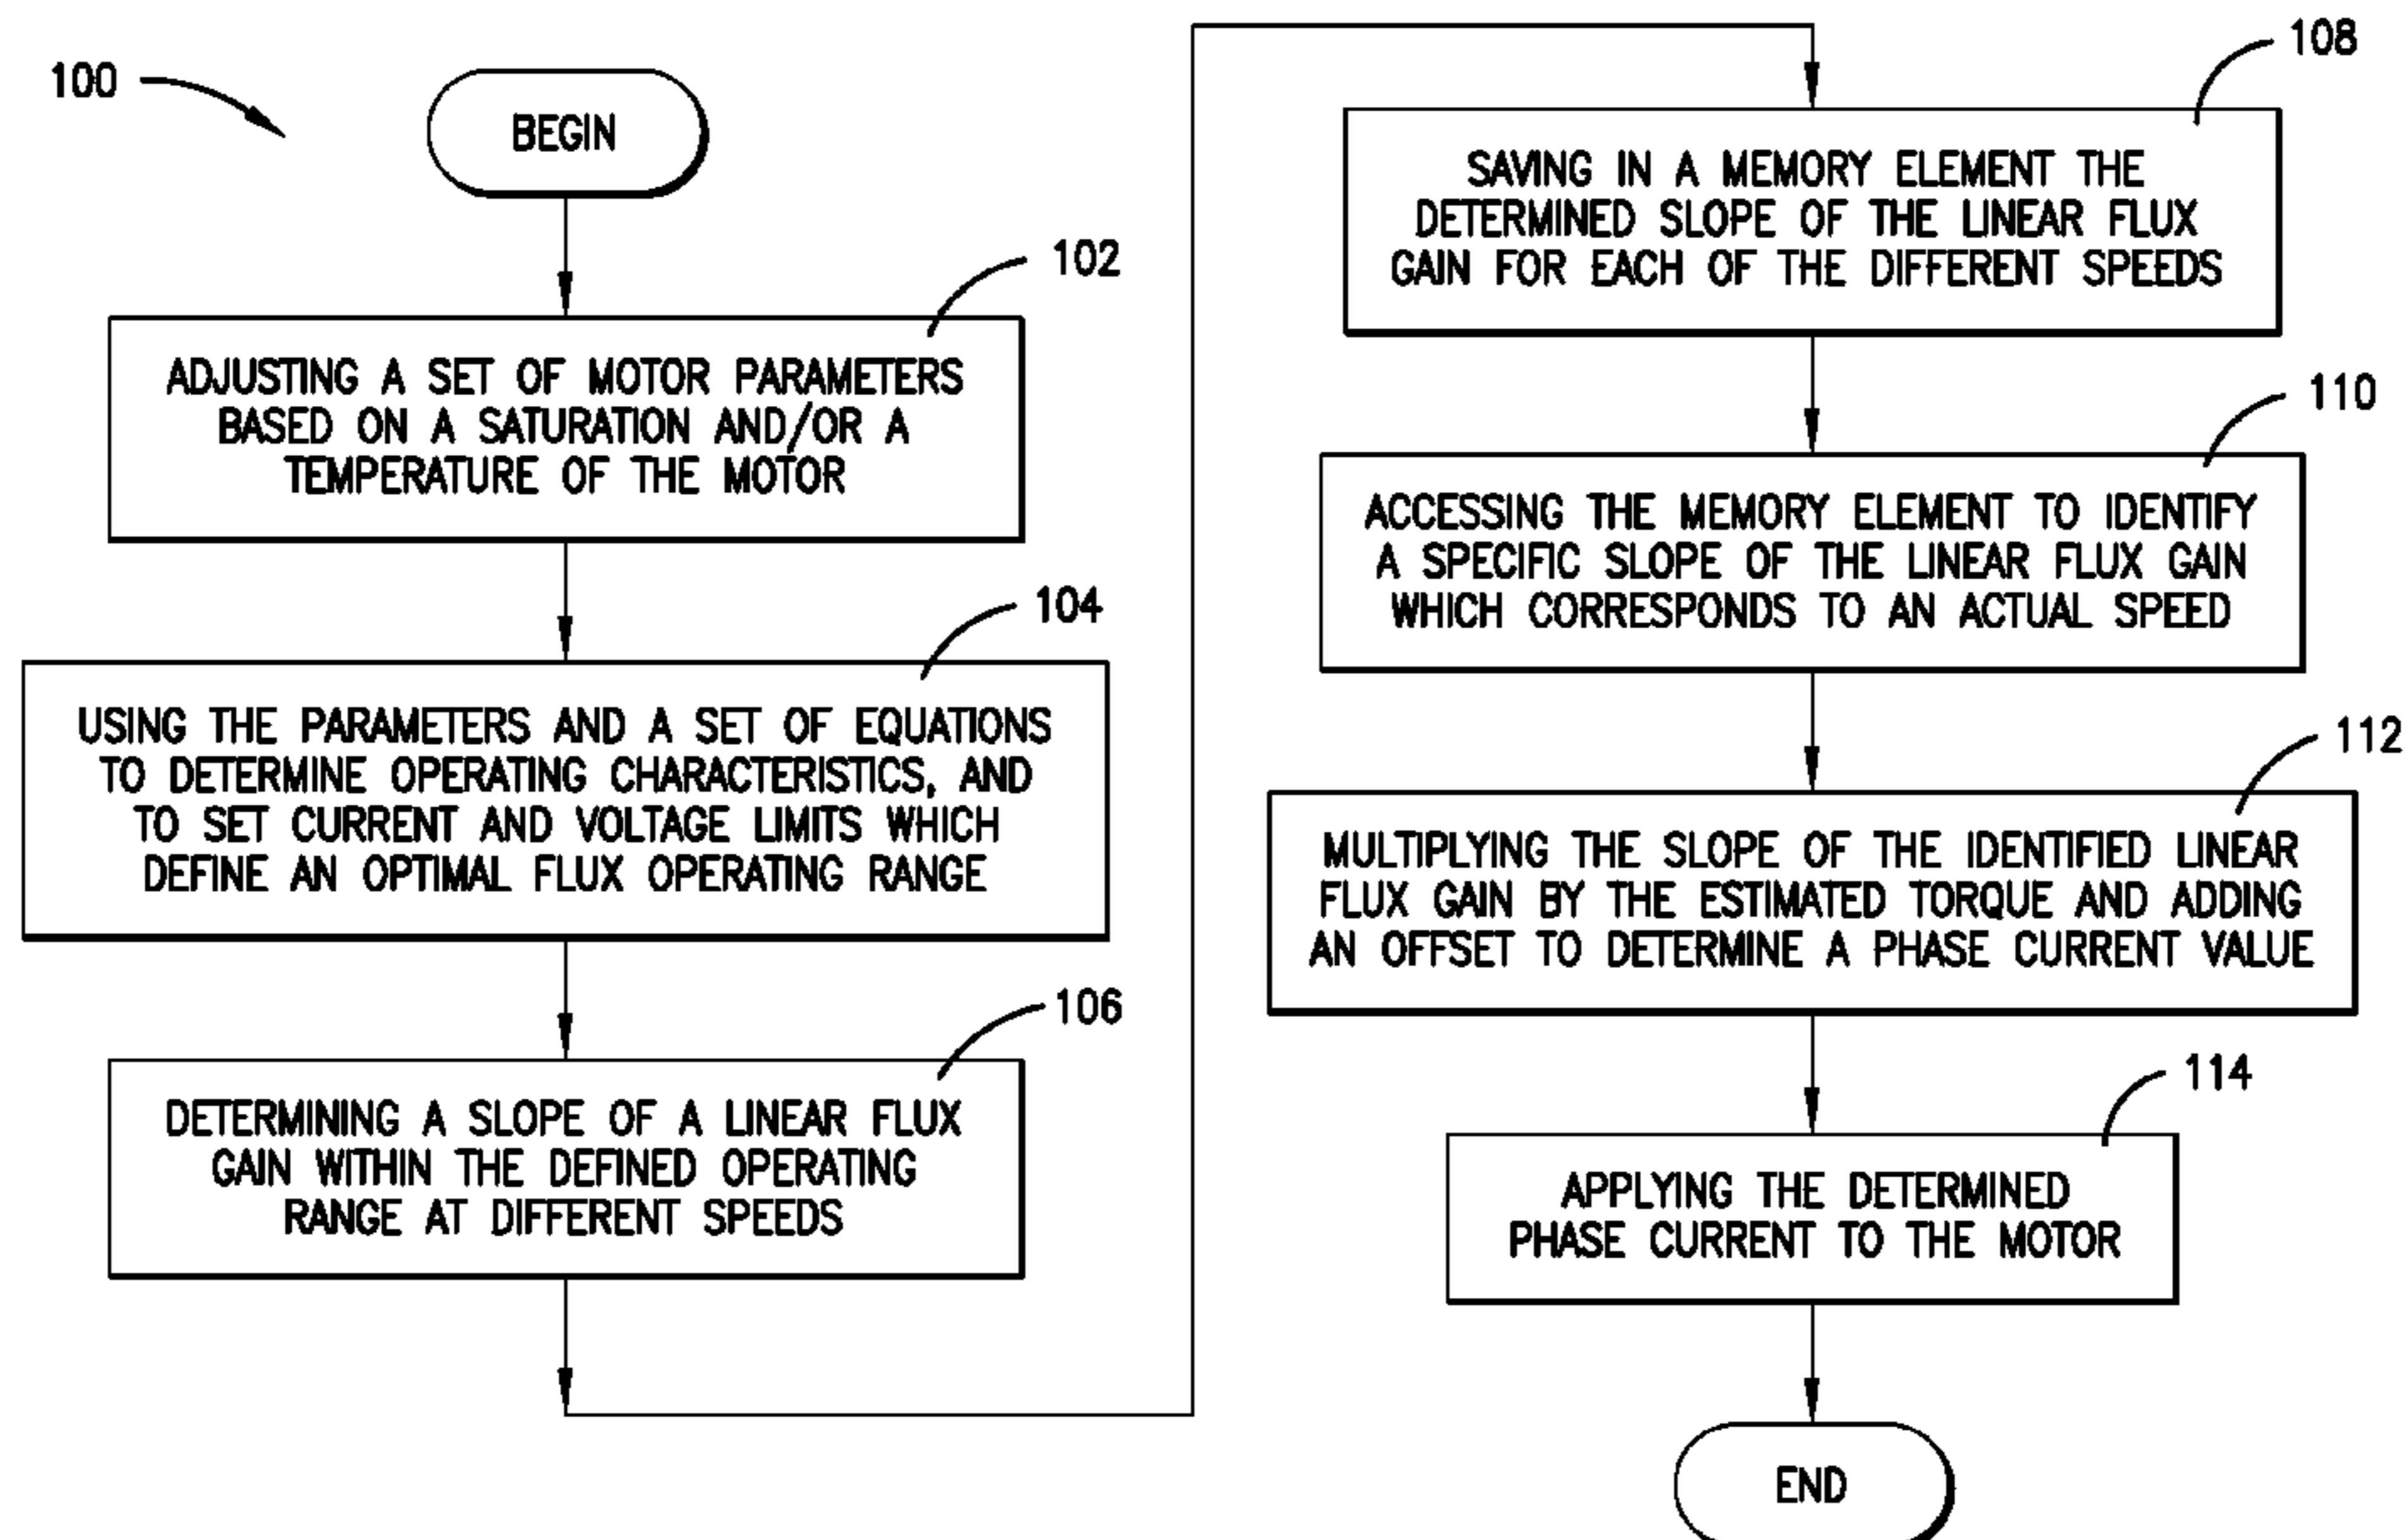 100
BEGIN
102
ADJUSTING A SET OF MOTOR PARAMETERS
BASED ON A SATURATION AND/OR A
TEMPERATURE OF THE MOTOR
104
USING THE PARAMETERS AND A SET OF EQUATIONS
TO DETERMINE OPERATING CHARACTERISTICS, AND
TO SET CURRENT AND VOLTAGE LIMITS WHICH
DEFINE AN OPTIMAL FLUX OPERATING RANGE
106
DETERMINING A SLOPE OF A LINEAR FLUX
GAIN WITHIN THE DEFINED OPERATING
RANGE AT DIFFERENT SPEEDS
108
SAVING IN A MEMORY ELEMENT THE
DETERMINED SLOPE OF THE LINEAR FLUX
GAIN FOR EACH OF THE DIFFERENT SPEEDS
110
ACCESSING THE MEMORY ELEMENT TO IDENTIFY
A SPECIFIC SLOPE OF THE LINEAR FLUX GAIN
WHICH CORRESPONDS TO AN ACTUAL SPEED
112
MULTIPLYING THE SLOPE OF THE IDENTIFIED LINEAR
FLUX GAIN BY THE ESTIMATED TORQUE AND ADDING
AN OFFSET TO DETERMINE A PHASE CURRENT VALUE
114
APPLYING THE DETERMINED
PHASE CURRENT TO THE MOTOR
END